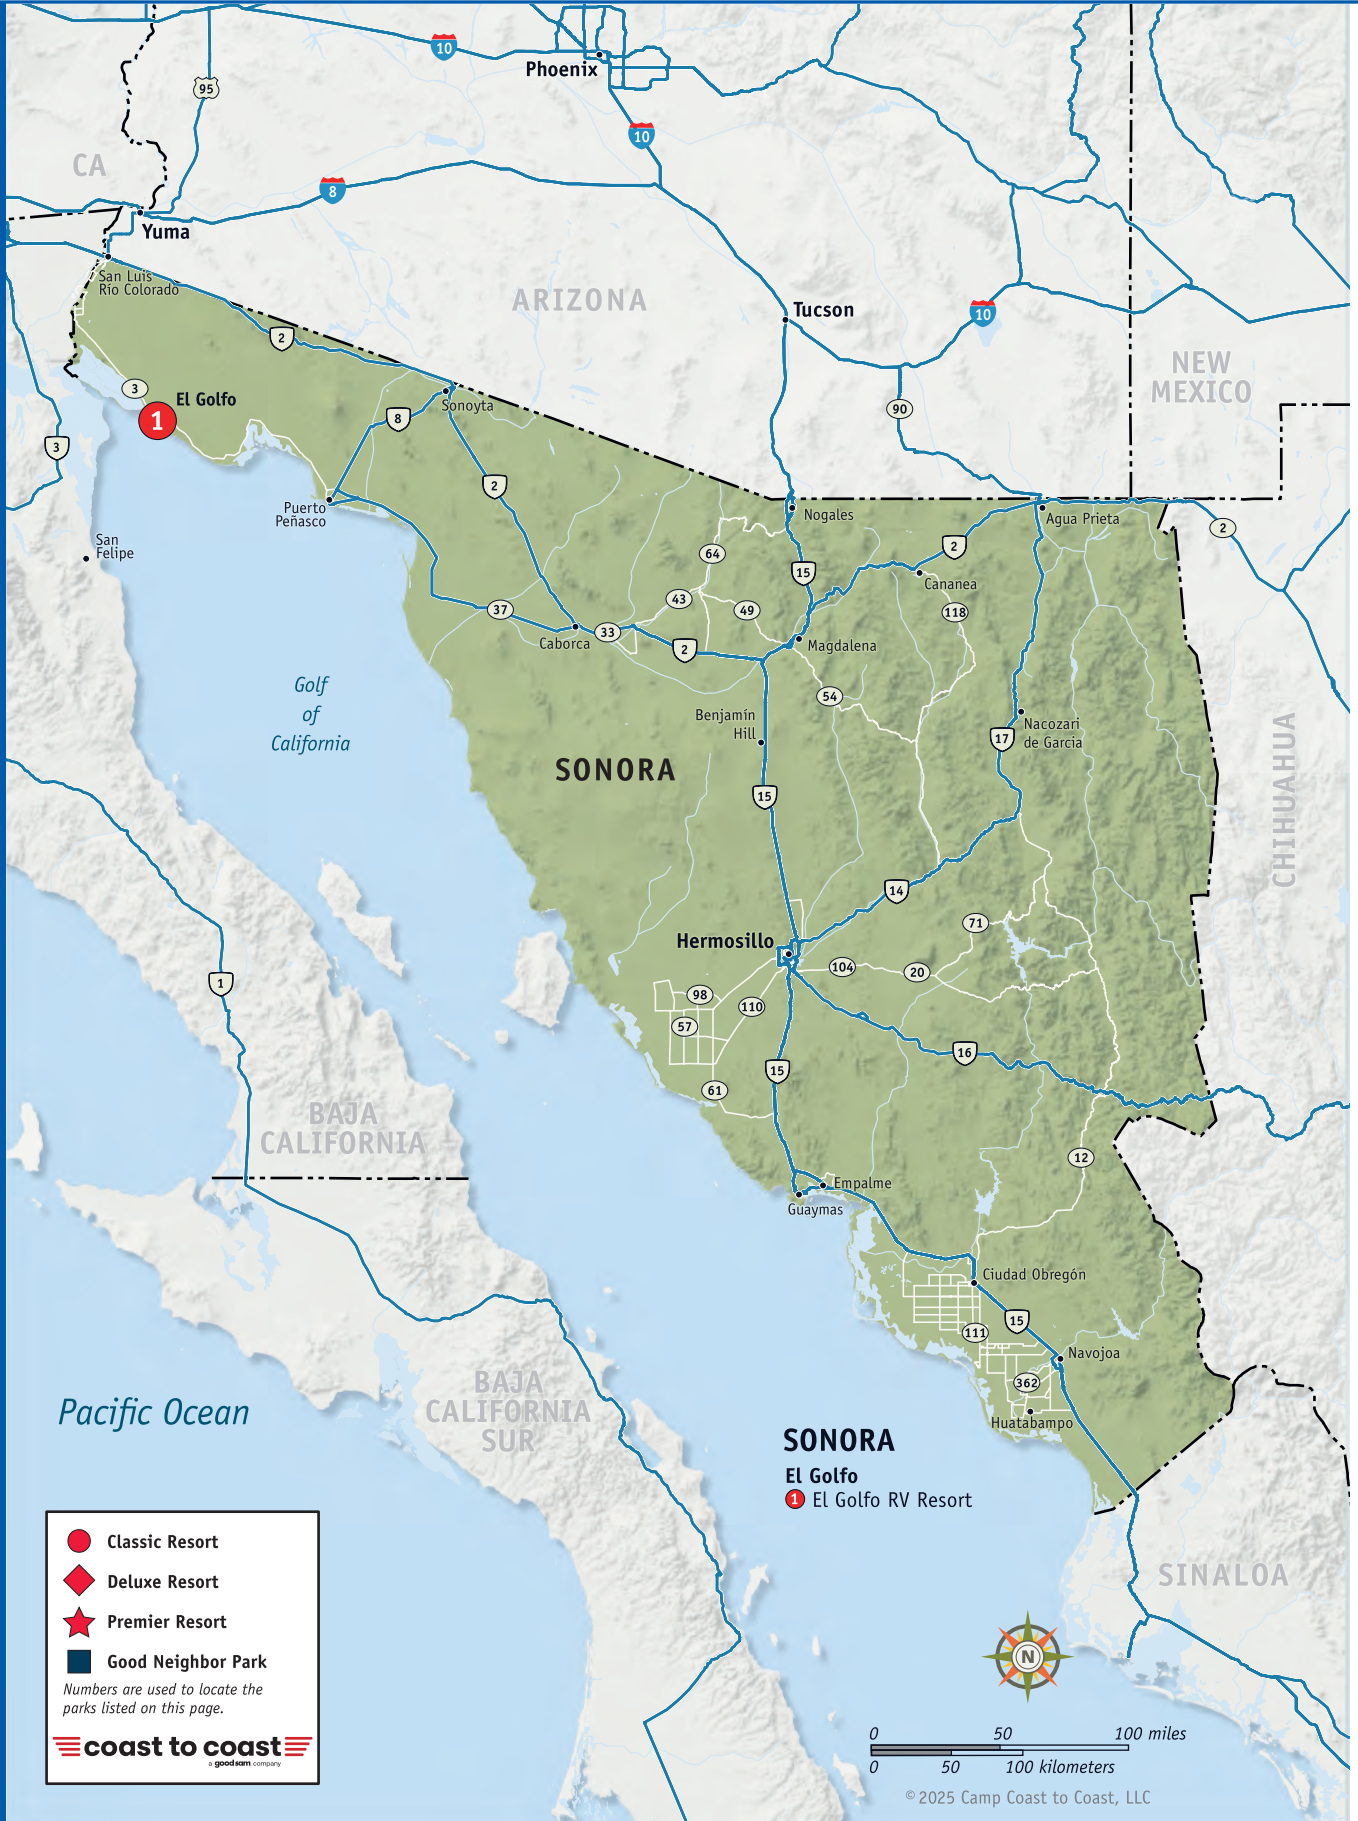 10
Phoenix
95
10
CA
8
Yuma
San Luis
Río Colorado
ARIZONA
Tucson
10
2
NEW
MEXICO
3
El Golfo
1
Sonoyta
8
90
3
2
Puerto
Peñasco
Nogales
Agua Prieta
2
San
Felipe
64
15
2
Cananea
43
49
118
37
33
Caborca
2
Magdalena
54
Golf
of
California
Benjamín
Hill
Nacozari
de Garcia
17
SONORA
15
CHIHUAHUA
14
71
Hermosillo
104
20
1
98
110
57
16
15
61
BAJA
CALIFORNIA
12
Empalme
Guaymas
Ciudad Obregón
15
111
Navojoa
362
Huatabampo
BAJA
CALIFORNIA
SUR
Pacific Ocean
SONORA
El Golfo
1 El Golfo RV Resort
SINALOA
Classic Resort
Deluxe Resort
Premier Resort
Good Neighbor Park
Numbers are used to locate the
parks listed on this page.
coast to coast
a good sam company
N
0 50 100 miles
0 50 100 kilometers
© 2025 Camp Coast to Coast, LLC